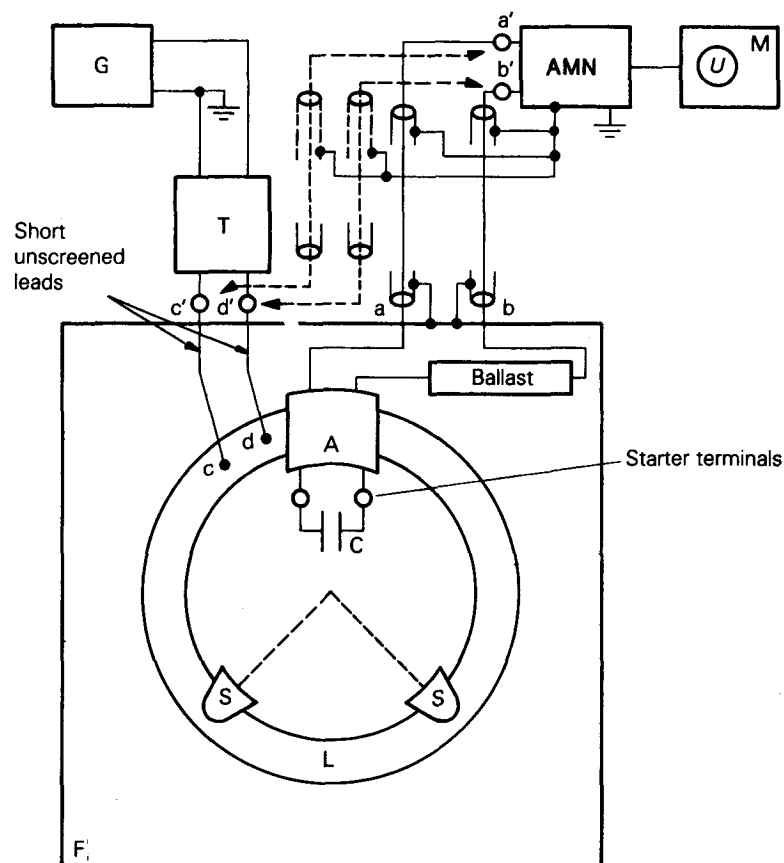 G
a'
AMN
U
M
b'
T
Short
unscreened
leads
c'
d'
a
b
Ballast
d
c
A
Starter terminals
C
S
S
L
F